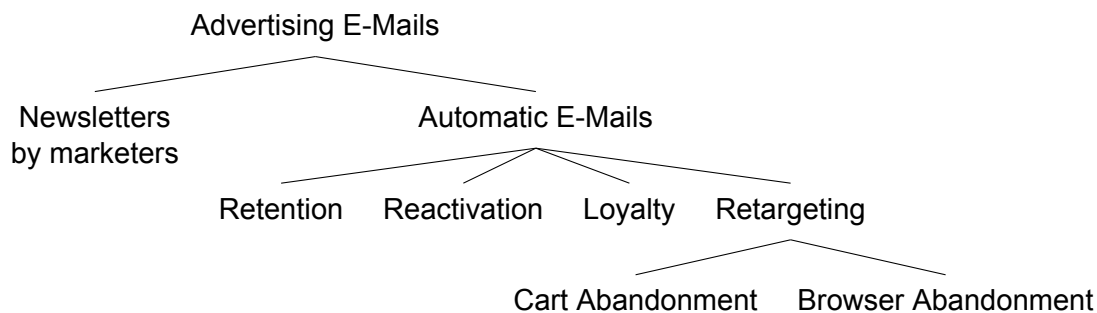 Advertising E-Mails
Newsletters
by marketers
Automatic E-Mails
Retention
Reactivation
Loyalty
Retargeting
Cart Abandonment
Browser Abandonment